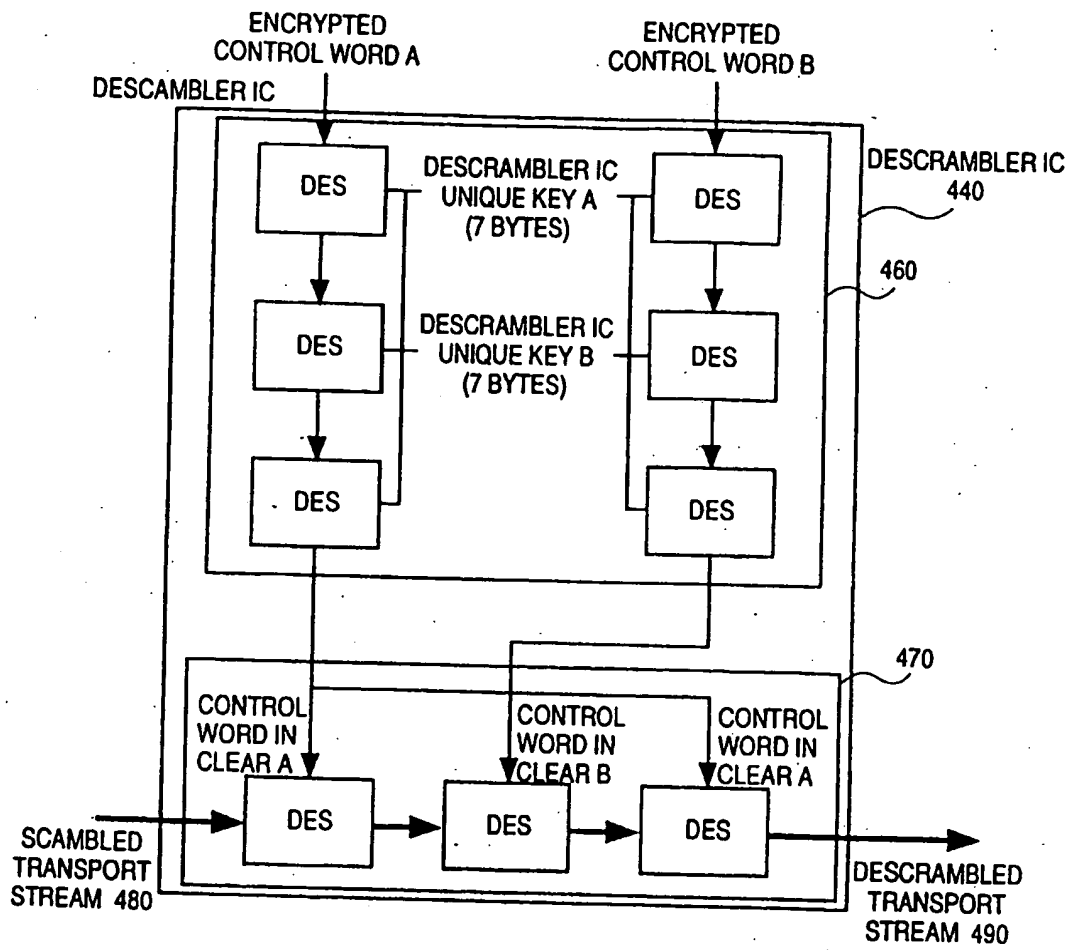 ENCRYPTED
CONTROL WORD A
ENCRYPTED
CONTROL WORD B
DESCAMBLER IC
DESCRAMBLER IC
440
DES
DESCRAMBLER IC
UNIQUE KEY A
(7 BYTES)
DES
460
DES
DESCRAMBLER IC
UNIQUE KEY B
(7 BYTES)
DES
DES
DES
470
CONTROL
WORD IN
CLEAR A
CONTROL
WORD IN
CLEAR B
CONTROL
WORD IN
CLEAR A
DES
DES
DES
SCAMBLED
TRANSPORT
STREAM 480
DESCRAMBLED
TRANSPORT
STREAM 490